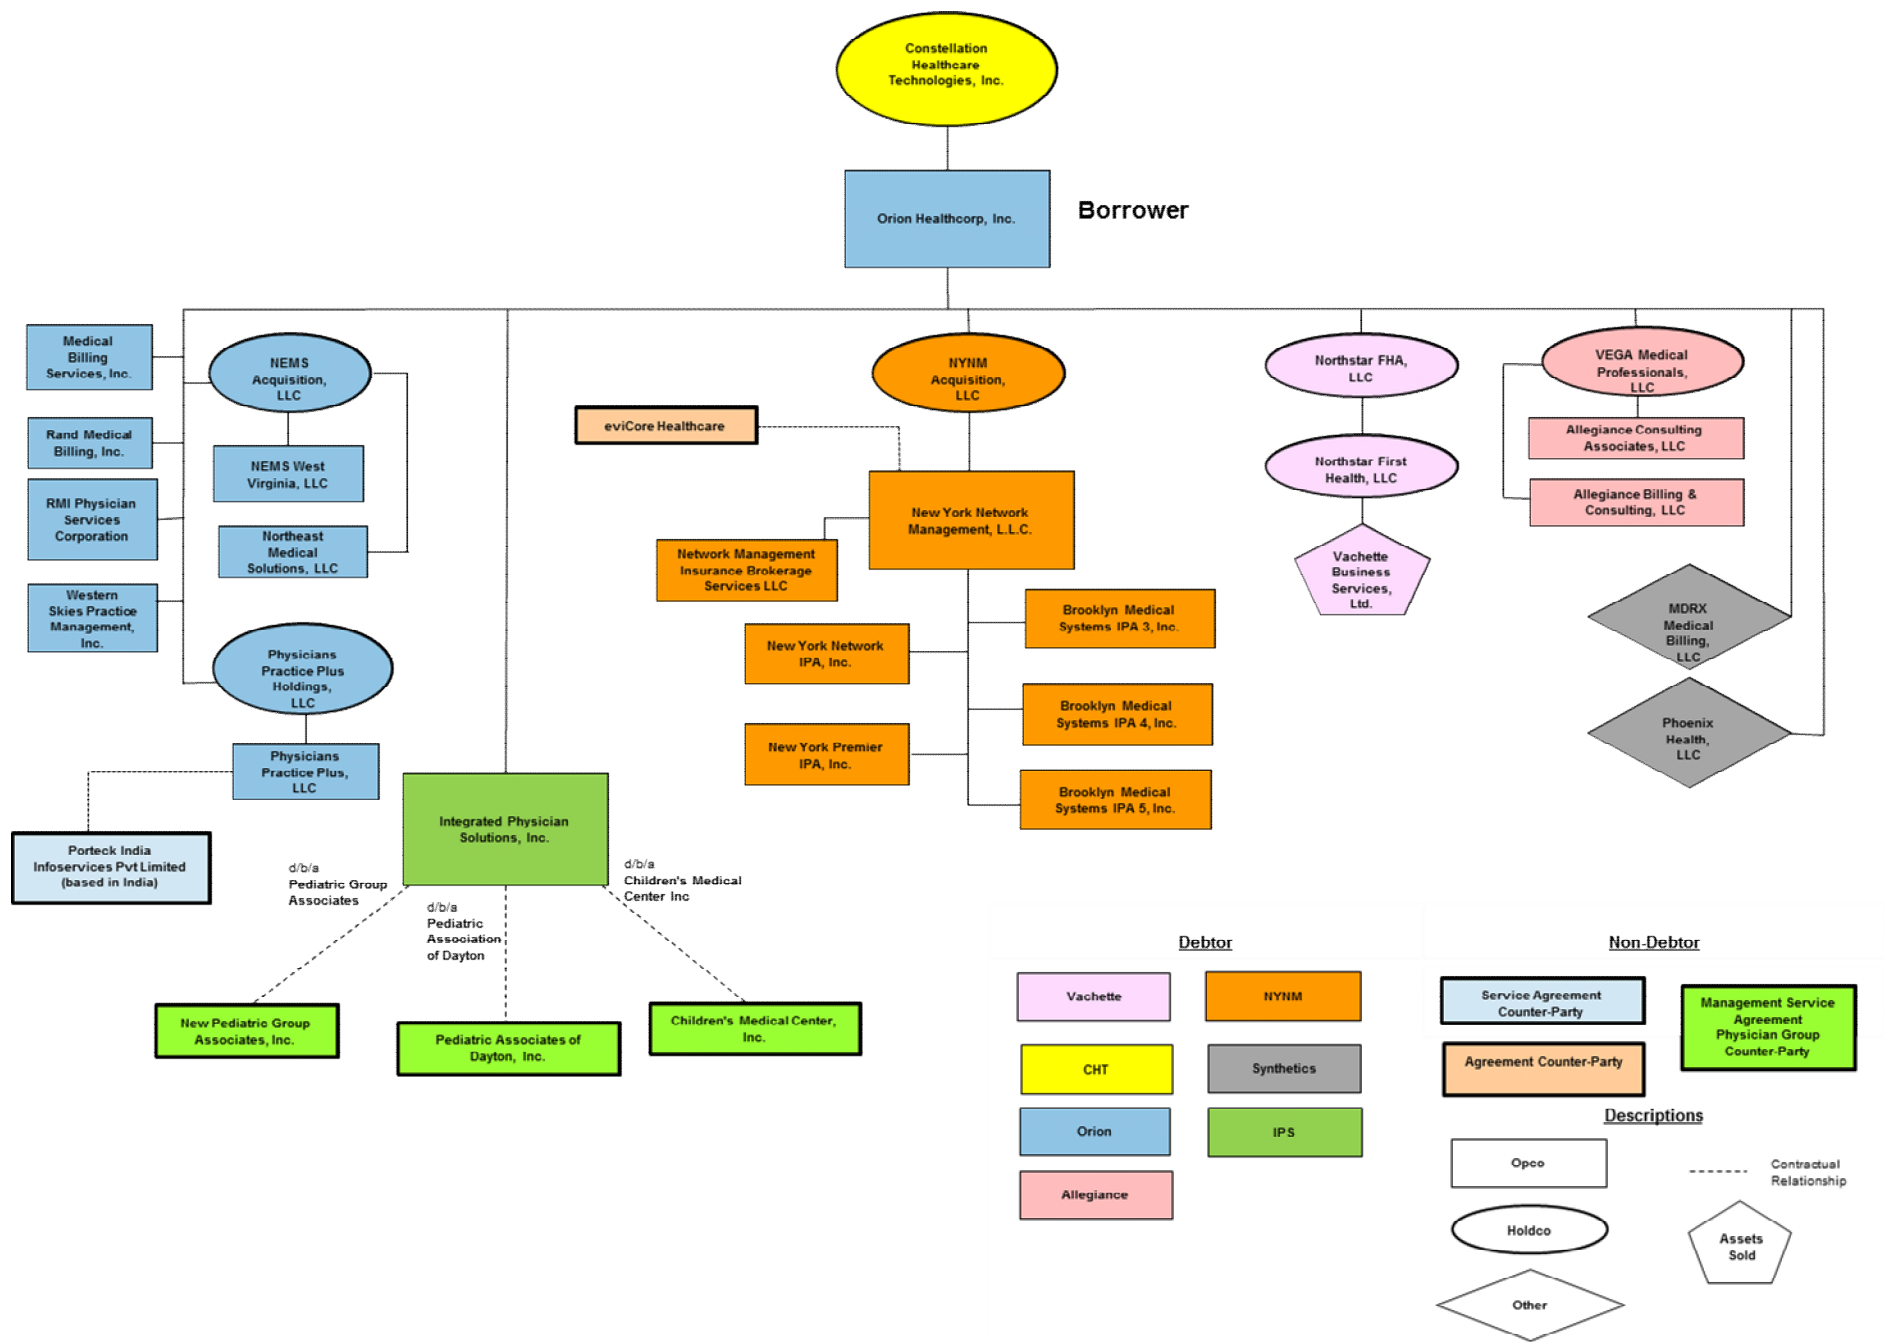 Constellation
Healthcare
Technologies, Inc.
Orion Healthcorp, Inc.
Borrower
Medical
Billing
Services, Inc.
Rand Medical
Billing, Inc.
RMI Physician
Services
Corporation
Western
Skies Practice
Management,
Inc.
NEMS
Acquisition,
LLC
NEMS West
Virginia, LLC
Northeast
Medical
Solutions, LLC
Physicians
Practice Plus
Holdings,
LLC
Physicians
Practice Plus,
LLC
Porteck India
Infoservices Pvt Limited
(based in India)
Integrated Physician
Solutions, Inc.
d/b/a
Pediatric Group
Associates
d/b/a
Pediatric
Association
of Dayton
d/b/a
Children's Medical
Center Inc
New Pediatric Group
Associates, Inc.
Pediatric Associates of
Dayton, Inc.
Children's Medical Center,
Inc.
NYNM
Acquisition,
LLC
eviCore Healthcare
New York Network
Management, L.L.C.
Network Management
Insurance Brokerage
Services LLC
New York Network
IPA, Inc.
New York Premier
IPA, Inc.
Brooklyn Medical
Systems IPA 3, Inc.
Brooklyn Medical
Systems IPA 4, Inc.
Brooklyn Medical
Systems IPA 5, Inc.
Northstar FHA,
LLC
Northstar First
Health, LLC
Vachette
Business
Services,
Ltd.
VEGA Medical
Professionals,
LLC
Allegiance Consulting
Associates, LLC
Allegiance Billing &
Consulting, LLC
MDRX
Medical
Billing,
LLC
Phoenix
Health,
LLC
Debtor
Vachette
NYNM
CHT
Synthetics
Orion
IPS
Allegiance
Non-Debtor
Service Agreement
Counter-Party
Agreement Counter-Party
Management Service
Agreement
Physician Group
Counter-Party
Descriptions
Opco
Contractual
Relationship
Holdco
Assets
Sold
Other